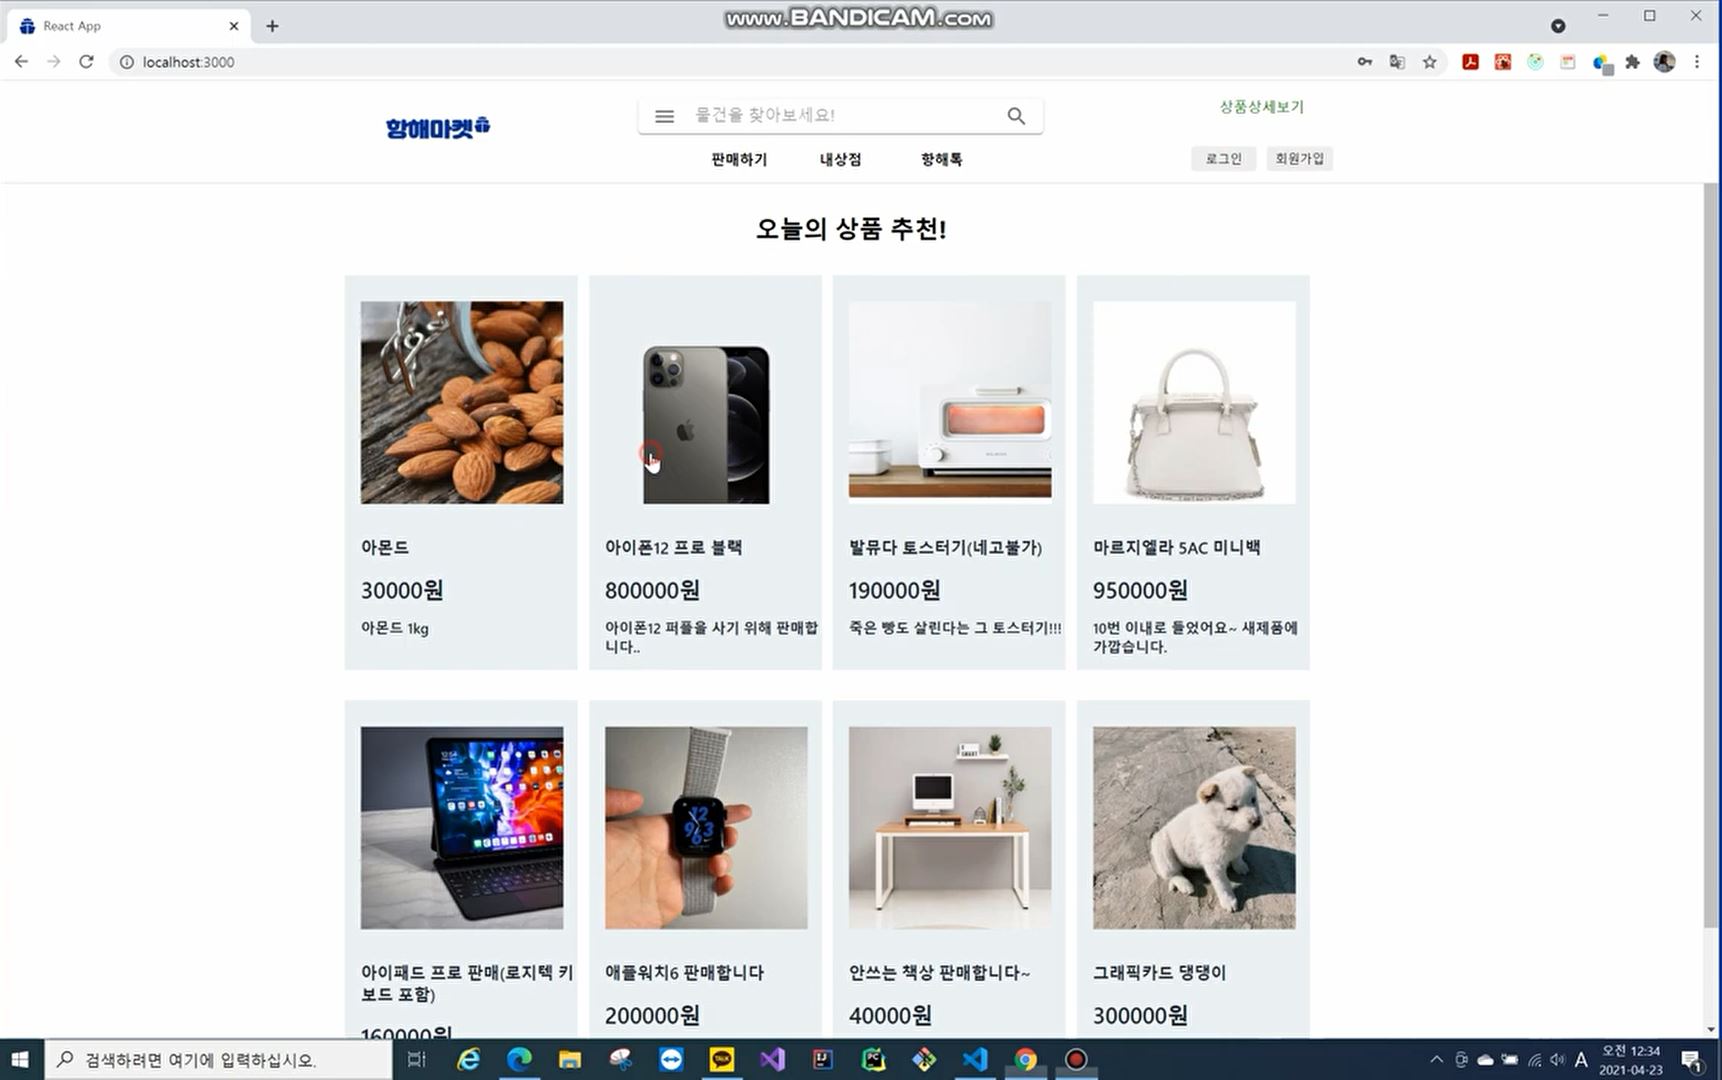 www.BANDICAM.com
React App
localhost:3000
상품상세보기
항해마켓
물건을 찾아보세요!
판매하기 내상점 항해톡
로그인 회원가입
오늘의 상품 추천!
아몬드
30000원
아몬드 1kg
아이폰12 프로 블랙
800000원
아이폰12 퍼플을 사기 위해 판매합
니다..
발뮤다 토스터기(네고불가)
190000원
죽은 빵도 살린다는 그 토스터기!!!
마르지엘라 5AC 미니백
950000원
10번 이내로 들었어요~ 새제품에
가깝습니다.
아이패드 프로 판매(로지텍 키
보드 포함)
160000원
애플워치6 판매합니다
200000원
안쓰는 책상 판매합니다~
40000원
그래픽카드 댕댕이
300000원
검색하려면 여기에 입력하십시오.
A
오전 12:34
2021-04-23